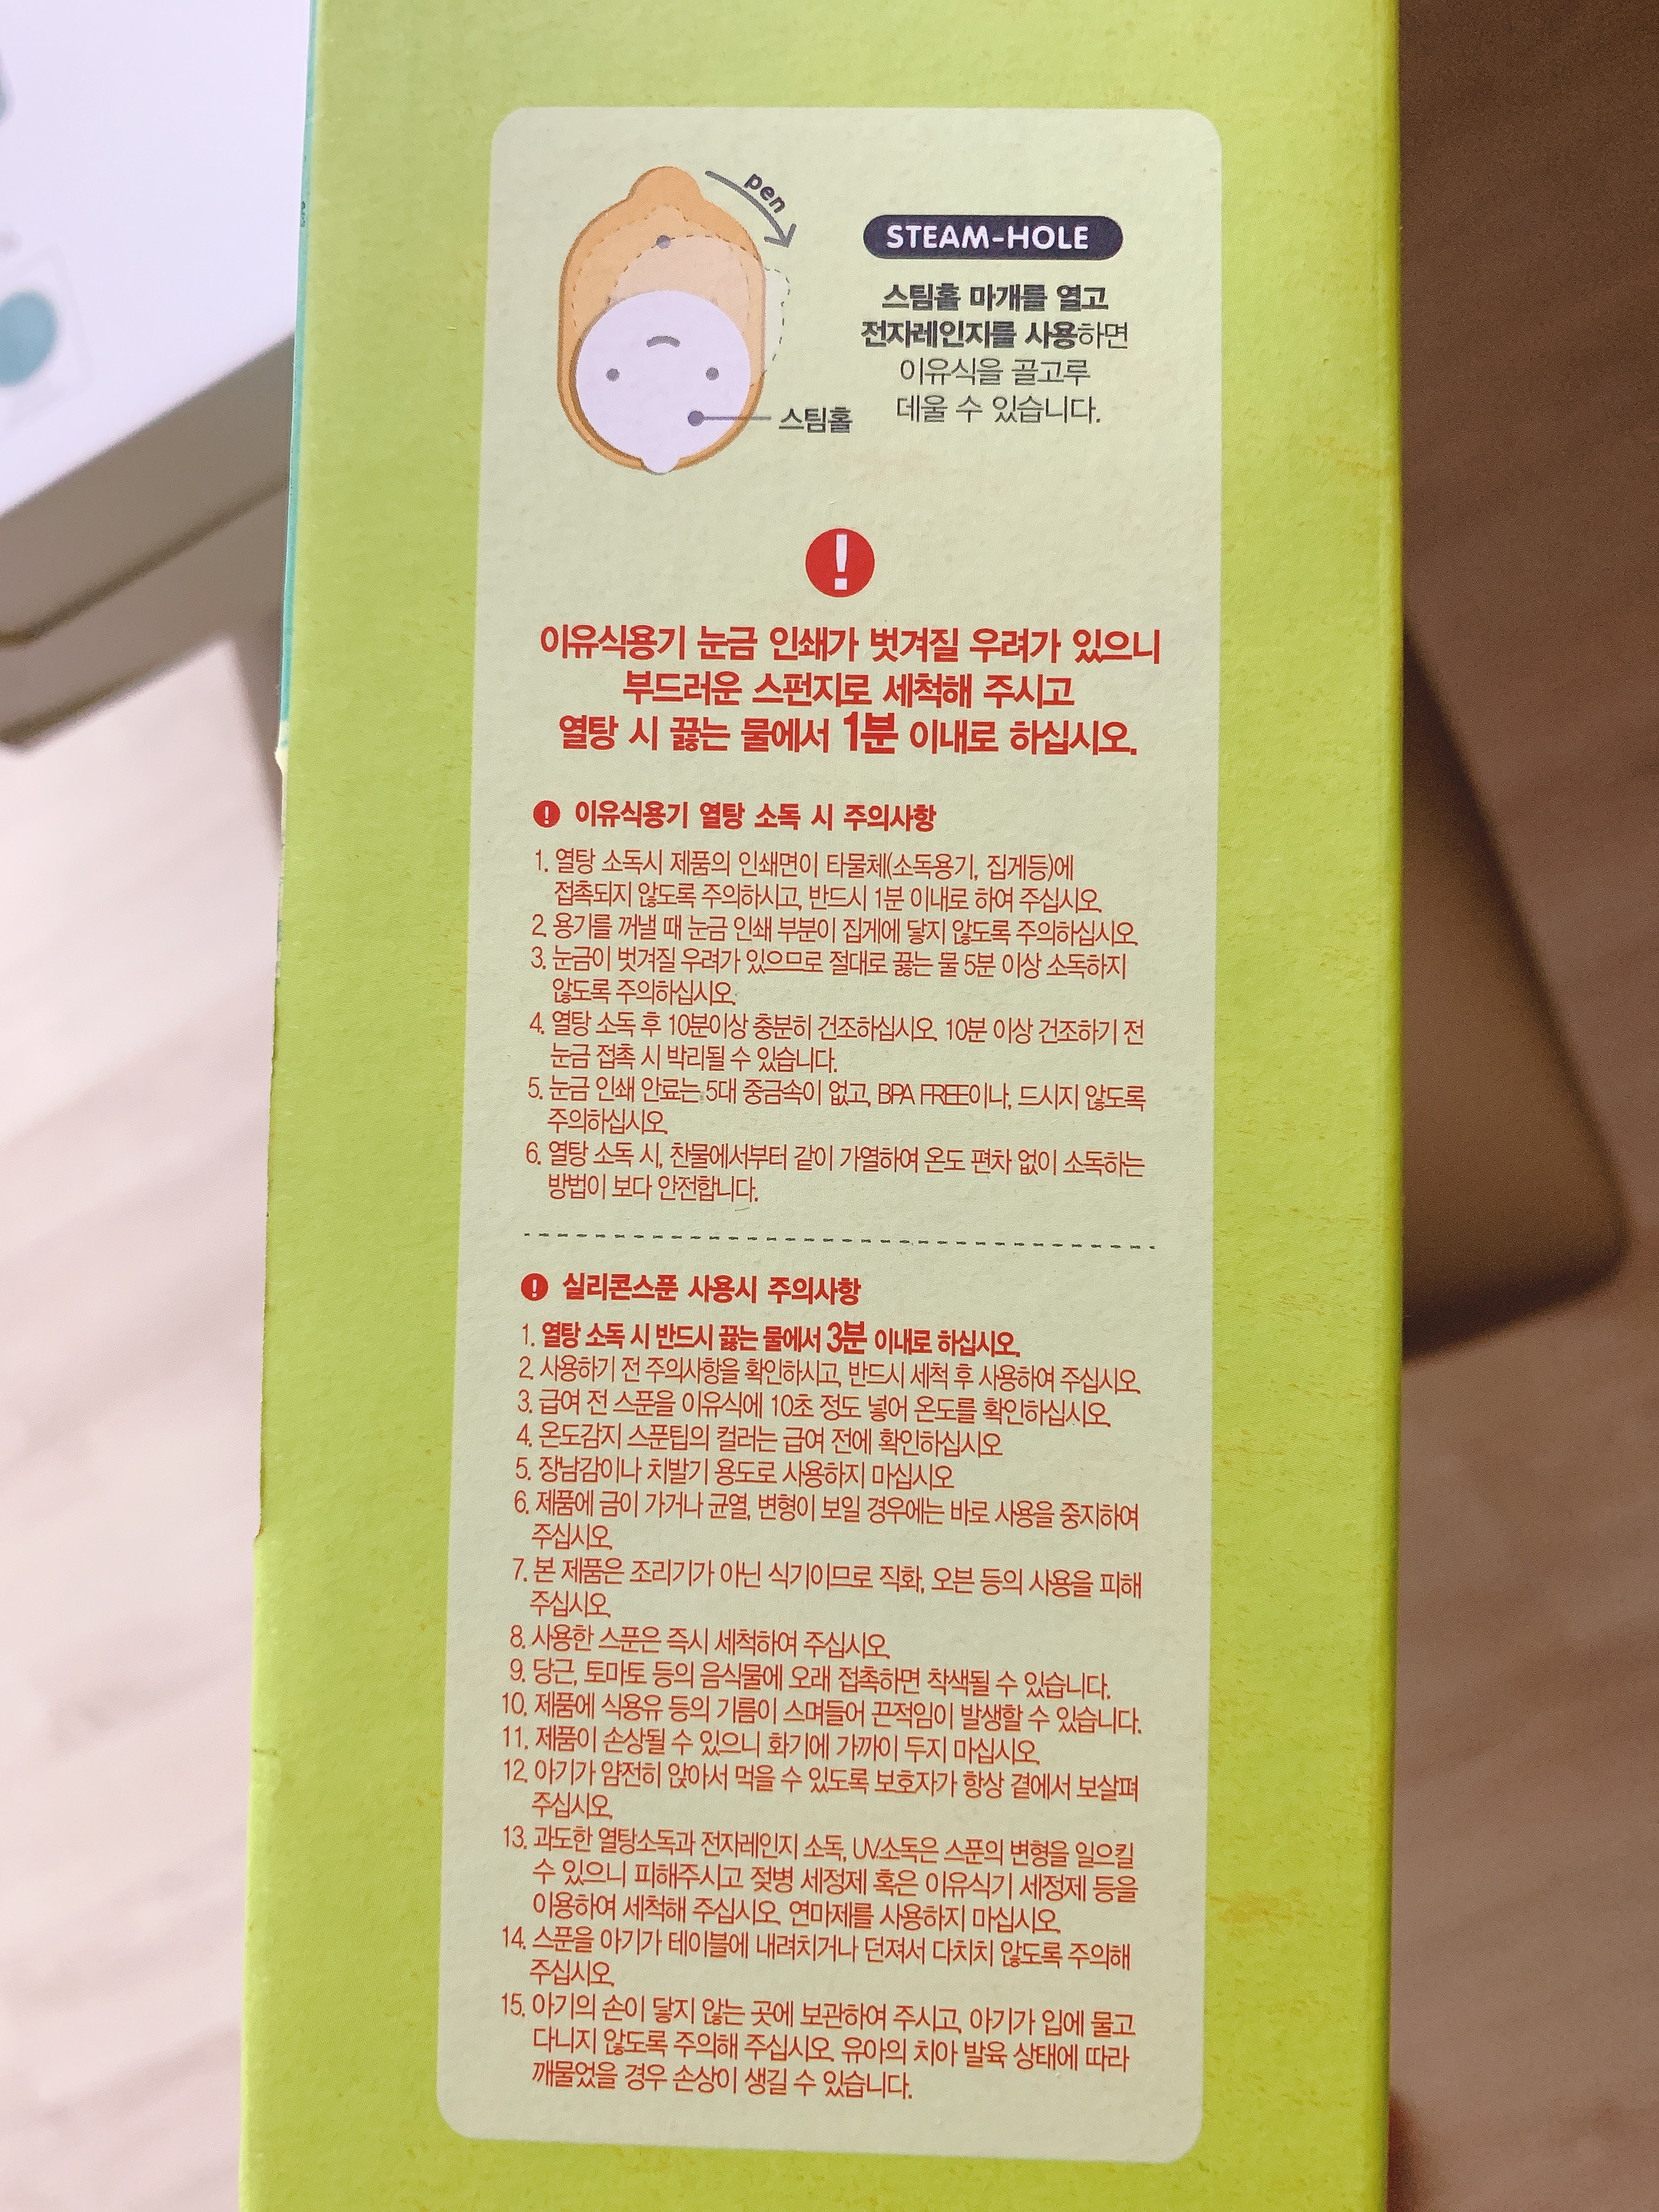 pen
STEAM-HOLE
스팀홀 마개를 열고
전자레인지를 사용하면
이유식을 골고루
데울 수 있습니다.
스팀홀
이유식용기 눈금 인쇄가 벗겨질 우려가 있으니
부드러운 스펀지로 세척해 주시고
열탕 시 끓는 물에서 1분 이내로 하십시오.
이유식용기 열탕 소독 시 주의사항
1. 열탕 소독시 제품의 인쇄면이 타물체(소독용기, 집게등)에
접촉되지 않도록 주의하시고, 반드시 1분 이내로 하여 주십시오.
2. 용기를 꺼낼 때 눈금 인쇄 부분이 집게에 닿지 않도록 주의하십시오.
3. 눈금이 벗겨질 우려가 있으므로 절대로 끓는 물 5분 이상 소독하지
않도록 주의하십시오.
4. 열탕 소독 후 10분이상 충분히 건조하십시오. 10분 이상 건조하기 전
눈금 접촉 시 박리될 수 있습니다.
5. 눈금 인쇄 안료는 5대 중금속이 없고, BPA FREE이나, 드시지 않도록
주의하십시오.
6. 열탕 소독 시, 찬물에서부터 같이 가열하여 온도 편차 없이 소독하는
방법이 보다 안전합니다.
실리콘스푼 사용시 주의사항
1. 열탕 소독 시 반드시 끓는 물에서 3분 이내로 하십시오.
2. 사용하기 전 주의사항을 확인하시고, 반드시 세척 후 사용하여 주십시오.
3. 급여 전 스푼을 이유식에 10초 정도 넣어 온도를 확인하십시오.
4. 온도감지 스푼팁의 컬러는 급여 전에 확인하십시오
5. 장남감이나 치발기 용도로 사용하지 마십시오
6. 제품에 금이 가거나 균열, 변형이 보일 경우에는 바로 사용을 중지하여
주십시오.
7. 본 제품은 조리기가 아닌 식기이므로 직화, 오븐 등의 사용을 피해
주십시오.
8. 사용한 스푼은 즉시 세척하여 주십시오.
9. 당근, 토마토 등의 음식물에 오래 접촉하면 착색될 수 있습니다.
10. 제품에 식용유 등의 기름이 스며들어 끈적임이 발생할 수 있습니다.
11. 제품이 손상될 수 있으니 화기에 가까이 두지 마십시오.
12. 아기가 얌전히 앉아서 먹을 수 있도록 보호자가 항상 곁에서 보살펴
주십시오.
13. 과도한 열탕소독과 전자레인지 소독, UV소독은 스푼의 변형을 일으킬
수 있으니 피해주시고 젖병 세정제 혹은 이유식기 세정제 등을
이용하여 세척해 주십시오. 연마제를 사용하지 마십시오.
14. 스푼을 아기가 테이블에 내려치거나 던져서 다치치 않도록 주의해
주십시오.
15. 아기의 손이 닿지 않는 곳에 보관하여 주시고, 아기가 입에 물고
다니지 않도록 주의해 주십시오. 유아의 치아 발육 상태에 따라
깨물었을 경우 손상이 생길 수 있습니다.